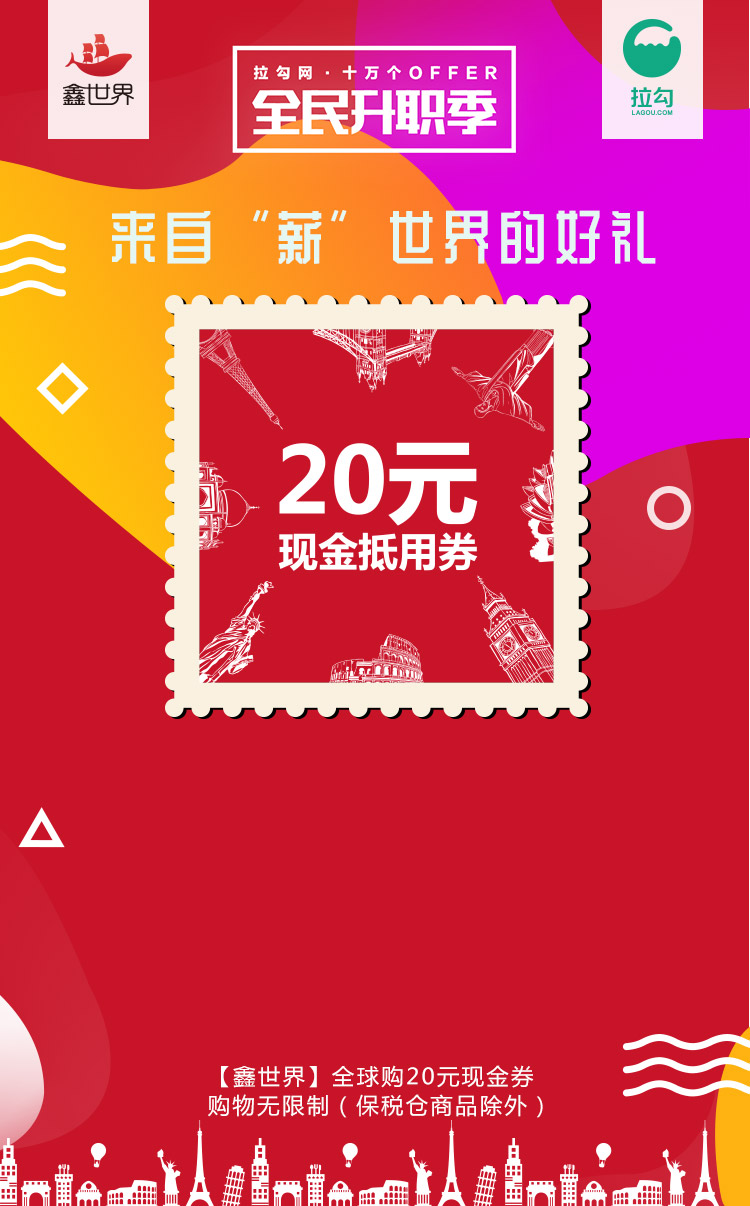 鑫世界
拉勾
LAGOU.COM
拉勾网·十万个OFFER
全民升职季
来自“薪”世界的好礼
20元
现金抵用券
【鑫世界】全球购20元现金券
购物无限制（保税仓商品除外）